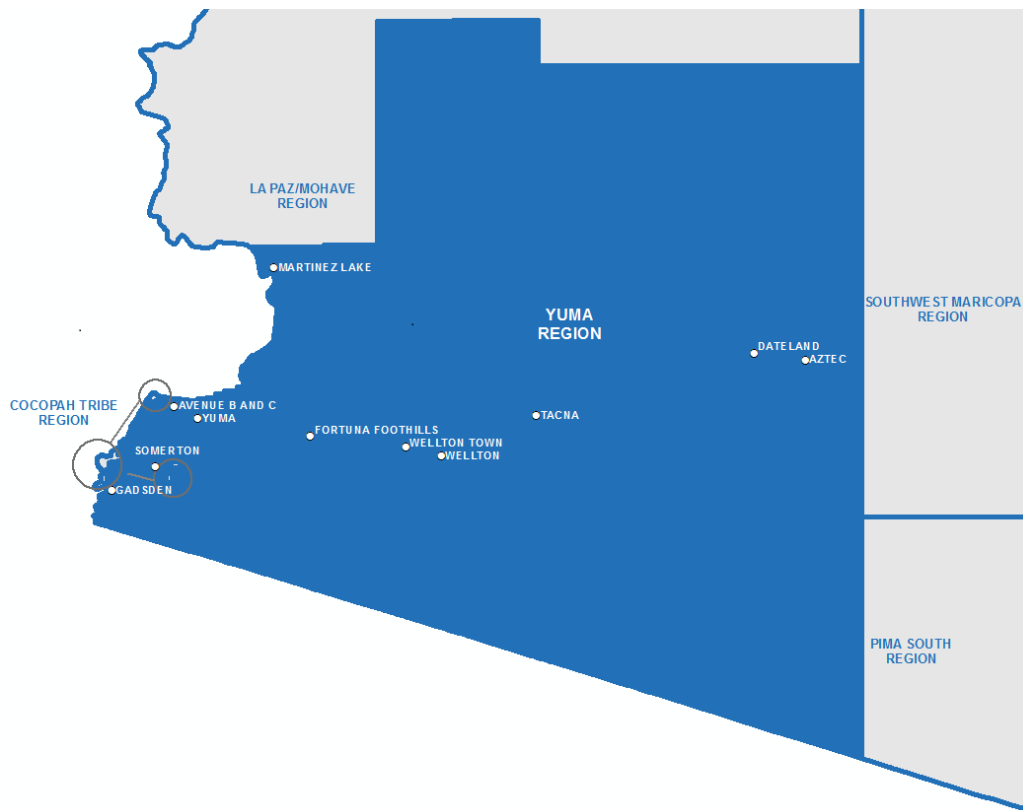 LA PAZ/MOHAVE
REGION
MARTINEZ LAKE
SOUTHWEST MARICOPA
REGION
YUMA
REGION
DATELAND
AZTEC
COCOPAH TRIBE
REGION
AVENUE B AND C
YUMA
TACNA
FORTUNA FOOTHILLS
WELLTON TOWN
WELLTON
SOMERTON
GADSDEN
PIMA SOUTH
REGION